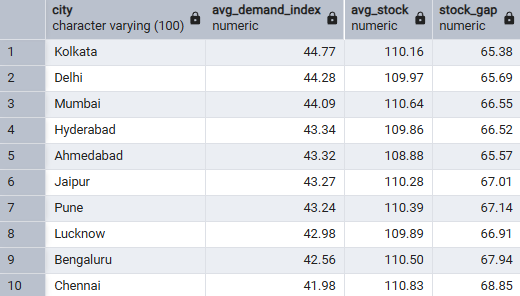 city avg_demand_index avg_stock stock_gap
character varying (100) numeric numeric numeric
1 Kolkata 44.77 110.16 65.38
2 Delhi 44.28 109.97 65.69
3 Mumbai 44.09 110.64 66.55
4 Hyderabad 43.34 109.86 66.52
5 Ahmedabad 43.32 108.88 65.57
6 Jaipur 43.27 110.28 67.01
7 Pune 43.24 110.39 67.14
8 Lucknow 42.98 109.89 66.91
9 Bengaluru 42.56 110.50 67.94
10 Chennai 41.98 110.83 68.85